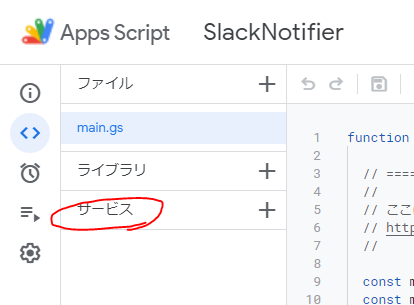 Apps Script SlackNotifier
ファイル
main.gs
ライブラリ
サービス
1 function
2
3 // ====
4 //
5 // ここ
6 // http
7 //
8
9 const m
10 const m